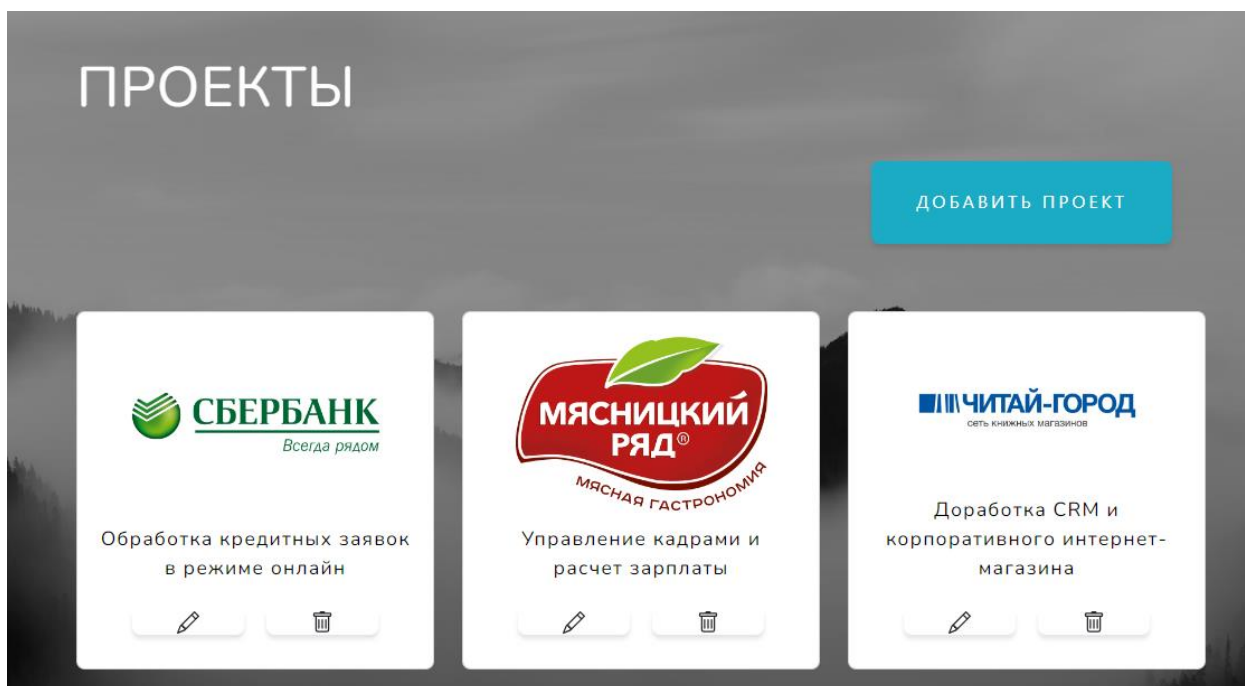 ПРОЕКТЫ
ДОБАВИТЬ ПРОЕКТ
СБЕРБАНК
Всегда рядом
Обработка кредитных заявок
в режиме онлайн
МЯСНИЦКИЙ
РЯД®
МЯСНАЯ ГАСТРОНОМИЯ
Управление кадрами и
расчет зарплаты
ЧИТАЙ-ГОРОД
сеть книжных магазинов
Доработка CRM и
корпоративного интернет-
магазина